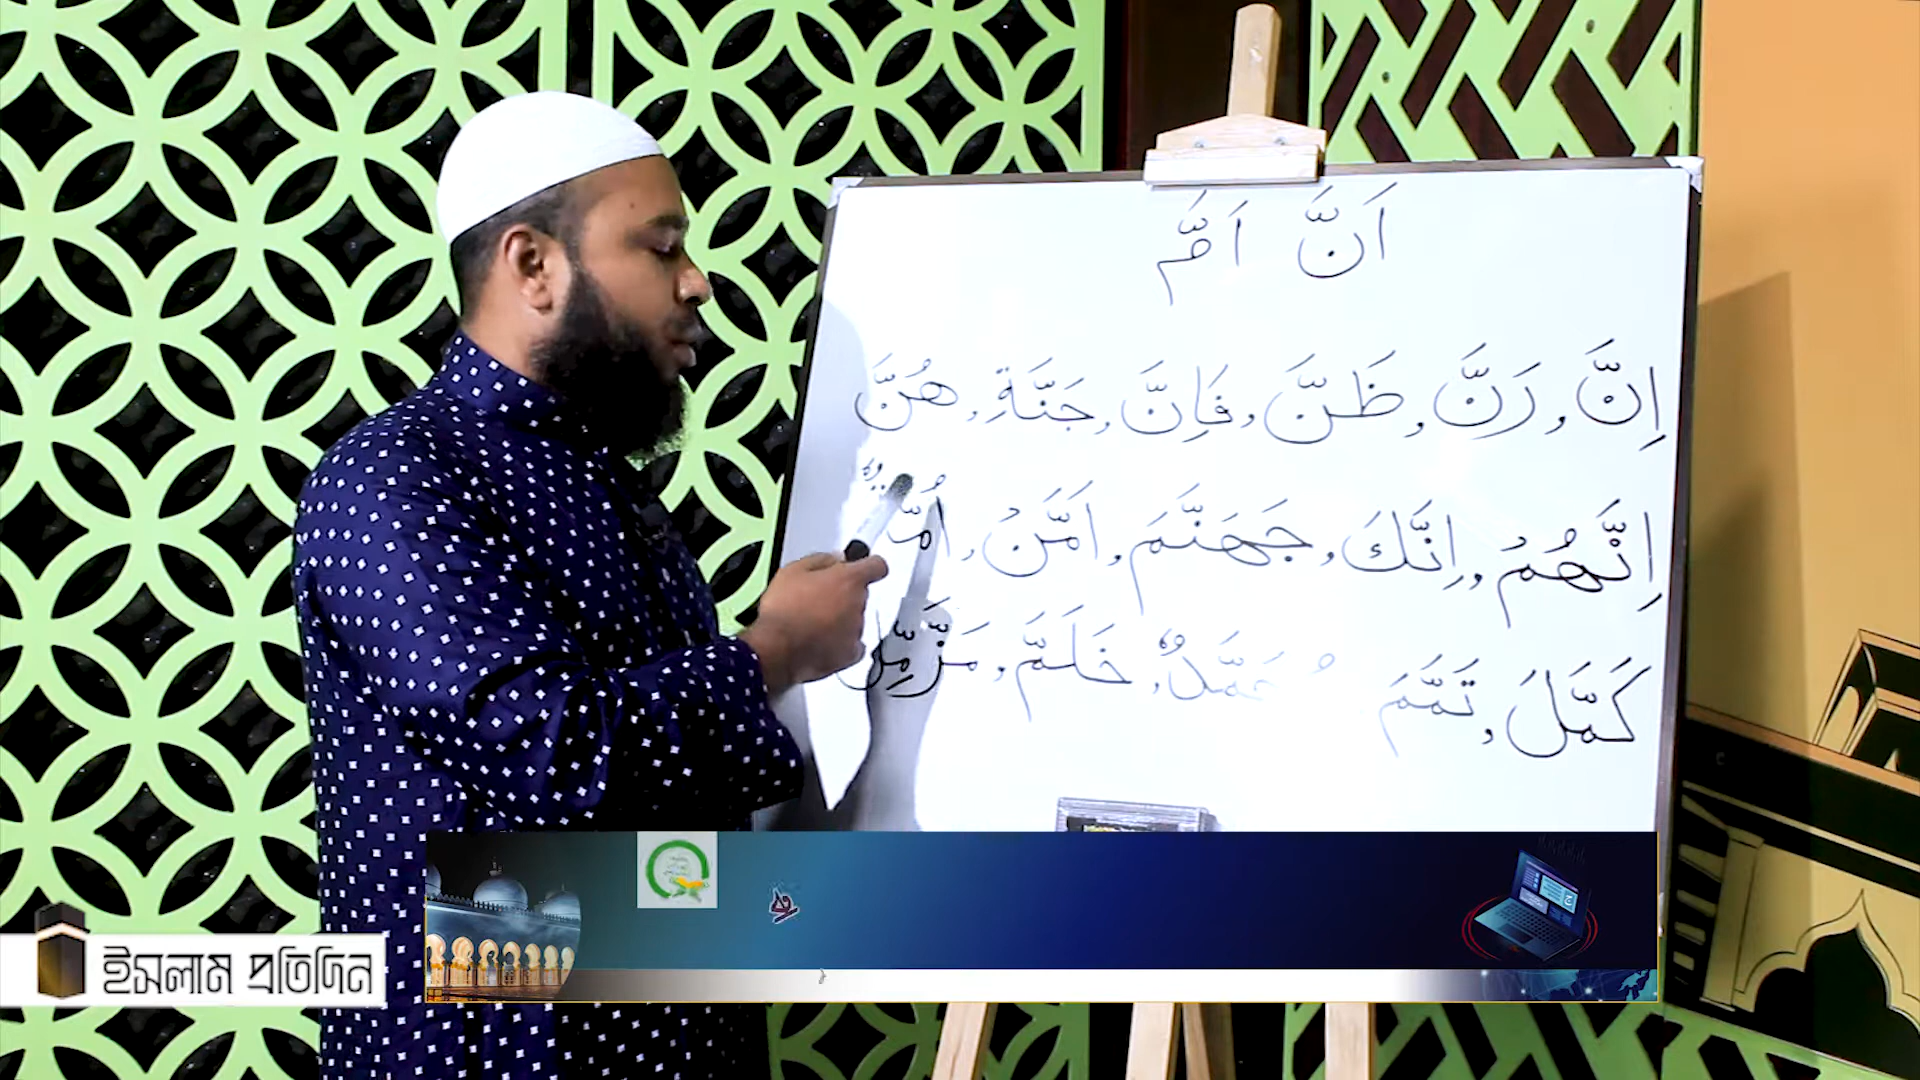 اَنَّ اَمَّ
اِنَّ, رَنَّ, ظَنَّ, فَاِنَّ, جَنَّةِ, هُنَّ
اِنَّهُمْ, اِنَّكَ, جَهَنَّمَ, اَمَّنْ,
كَمَّلَ, تَمَّمَ خَلَمَّ, مَزَّمِّلُ
ইসলাম প্রতিদিন